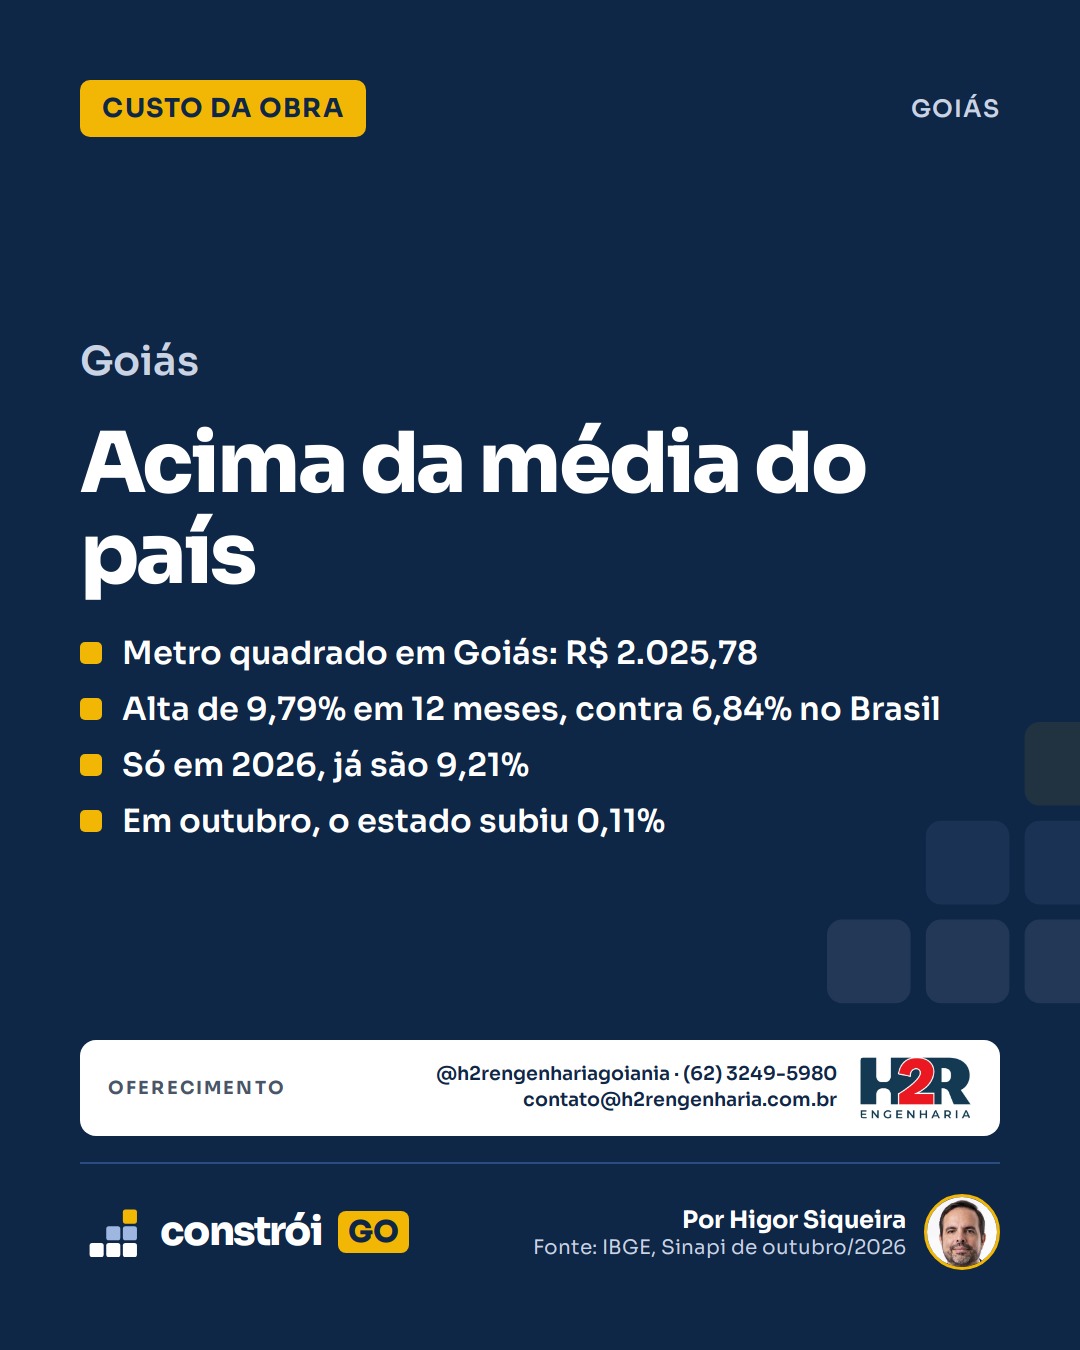 CUSTO DA OBRA
GOIÁS
Goiás
Acima da média do
país
Metro quadrado em Goiás: R$ 2.025,78
Alta de 9,79% em 12 meses, contra 6,84% no Brasil
Só em 2026, já são 9,21%
Em outubro, o estado subiu 0,11%
OFERECIMENTO
@h2rengenhariagoiania · (62) 3249-5980
contato@h2rengenharia.com.br
H2R
ENGENHARIA
constrói GO
Por Higor Siqueira
Fonte: IBGE, Sinapi de outubro/2026